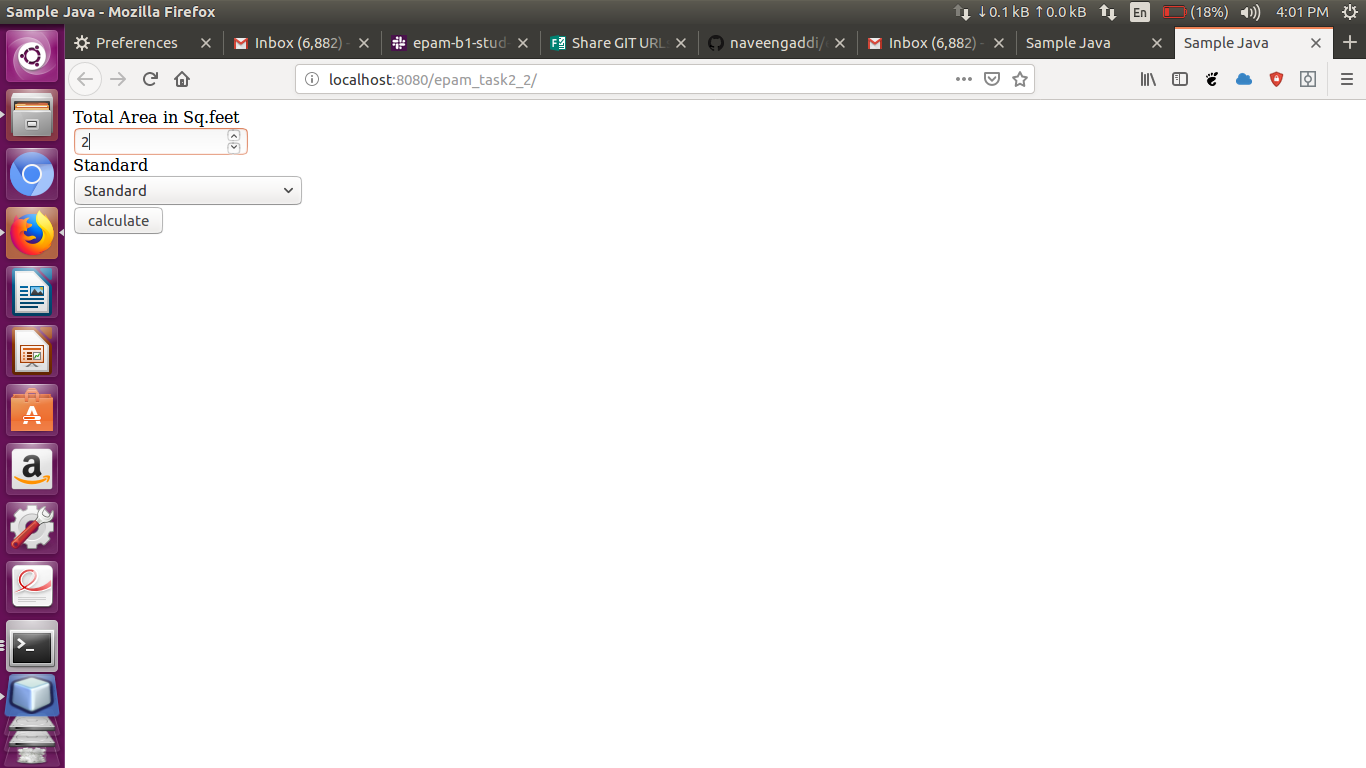 Sample Java - Mozilla Firefox
↓0.1 kB ↑0.0 kB En (18%) 4:01 PM
Preferences Inbox (6,882) - epam-b1-stud Share GIT URLs naveengaddi/ Inbox (6,882) - Sample Java Sample Java
localhost:8080/epam_task2_2/
Total Area in Sq.feet
2
Standard
Standard
calculate